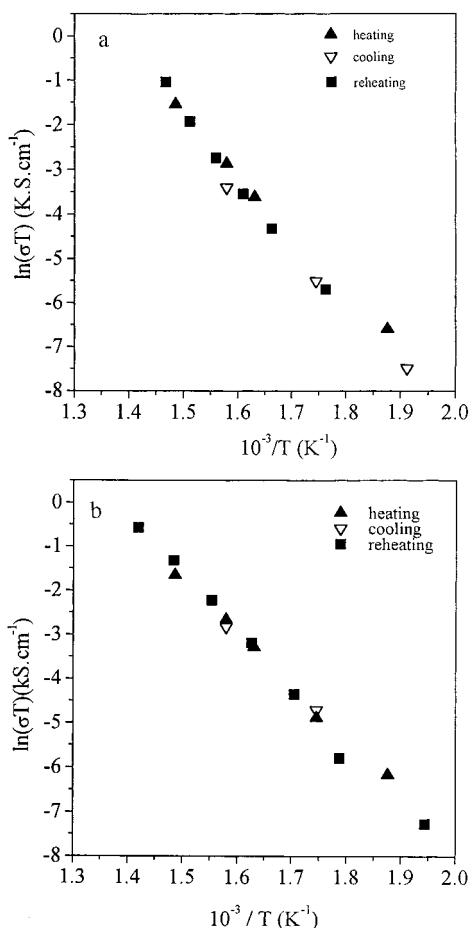 a
heating
cooling
reheating
0
-1
-2
-3
-4
-5
-6
-7
-8
ln(σT) (K.S.cm⁻¹)
1.3 1.4 1.5 1.6 1.7 1.8 1.9 2.0
10⁻³/T (K⁻¹)
b
heating
cooling
reheating
0
-1
-2
-3
-4
-5
-6
-7
-8
ln(σT)(kS.cm⁻¹)
1.3 1.4 1.5 1.6 1.7 1.8 1.9 2.0
10⁻³ / T (K⁻¹)